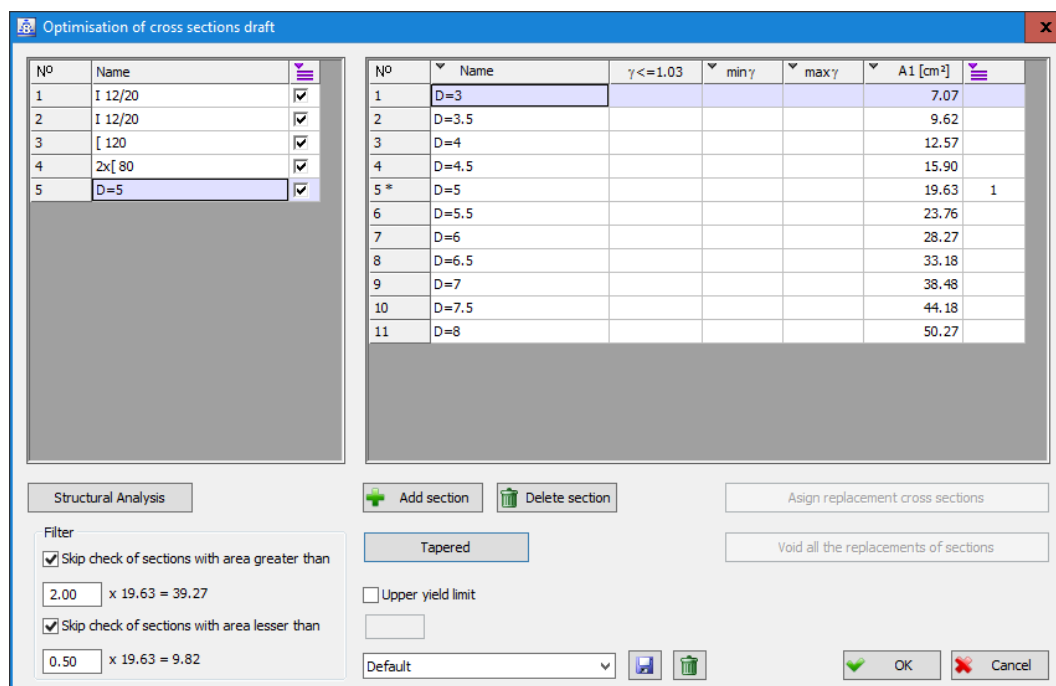 Optimisation of cross sections draft
x
Nº Name
1 I 12/20
2 I 12/20
3 [ 120
4 2x[ 80
5 D=5
Nº Name γ<=1.03 min γ max γ A1 [cm²]
1 D=3 7.07
2 D=3.5 9.62
3 D=4 12.57
4 D=4.5 15.90
5 * D=5 19.63 1
6 D=5.5 23.76
7 D=6 28.27
8 D=6.5 33.18
9 D=7 38.48
10 D=7.5 44.18
11 D=8 50.27
Structural Analysis
Add section
Delete section
Asign replacement cross sections
Filter
Skip check of sections with area greater than
2.00 x 19.63 = 39.27
Skip check of sections with area lesser than
0.50 x 19.63 = 9.82
Tapered
Void all the replacements of sections
Upper yield limit
Default
OK
Cancel